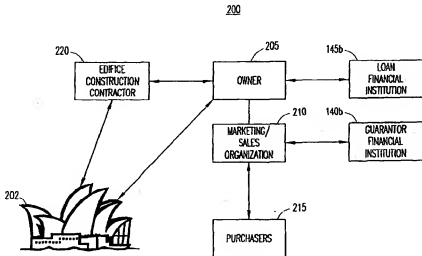 200
220
EDIFICE
CONSTRUCTION
CONTRACTOR
205
OWNER
145b
LOAN
FINANCIAL
INSTITUTION
210
MARKETING/
SALES
ORGANIZATION
140b
GUARANTOR
FINANCIAL
INSTITUTION
202
215
PURCHASERS